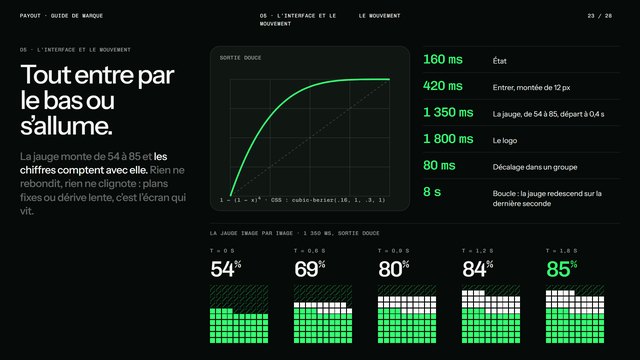 PAYOUT · GUIDE DE MARQUE
05 · L'INTERFACE ET LE MOUVEMENT
LE MOUVEMENT
23 / 28
05 · L'INTERFACE ET LE MOUVEMENT
Tout entre par
le bas ou
s'allume.
La jauge monte de 54 à 85 et les
chiffres comptent avec elle. Rien ne
rebondit, rien ne clignote : plans
fixes ou dérive lente, c'est l'écran qui
vit.
SORTIE DOUCE
1 − (1 − x)⁴ · CSS : cubic-bezier(.16, 1, .3, 1)
160 ms État
420 ms Entrer, montée de 12 px
1 350 ms La jauge, de 54 à 85, départ à 0,4 s
1 800 ms Le logo
80 ms Décalage dans un groupe
8 s Boucle : la jauge redescend sur la
dernière seconde
LA JAUGE IMAGE PAR IMAGE · 1 350 MS, SORTIE DOUCE
T = 0 S
54%
T = 0,6 S
69%
T = 0,9 S
80%
T = 1,2 S
84%
T = 1,8 S
85%